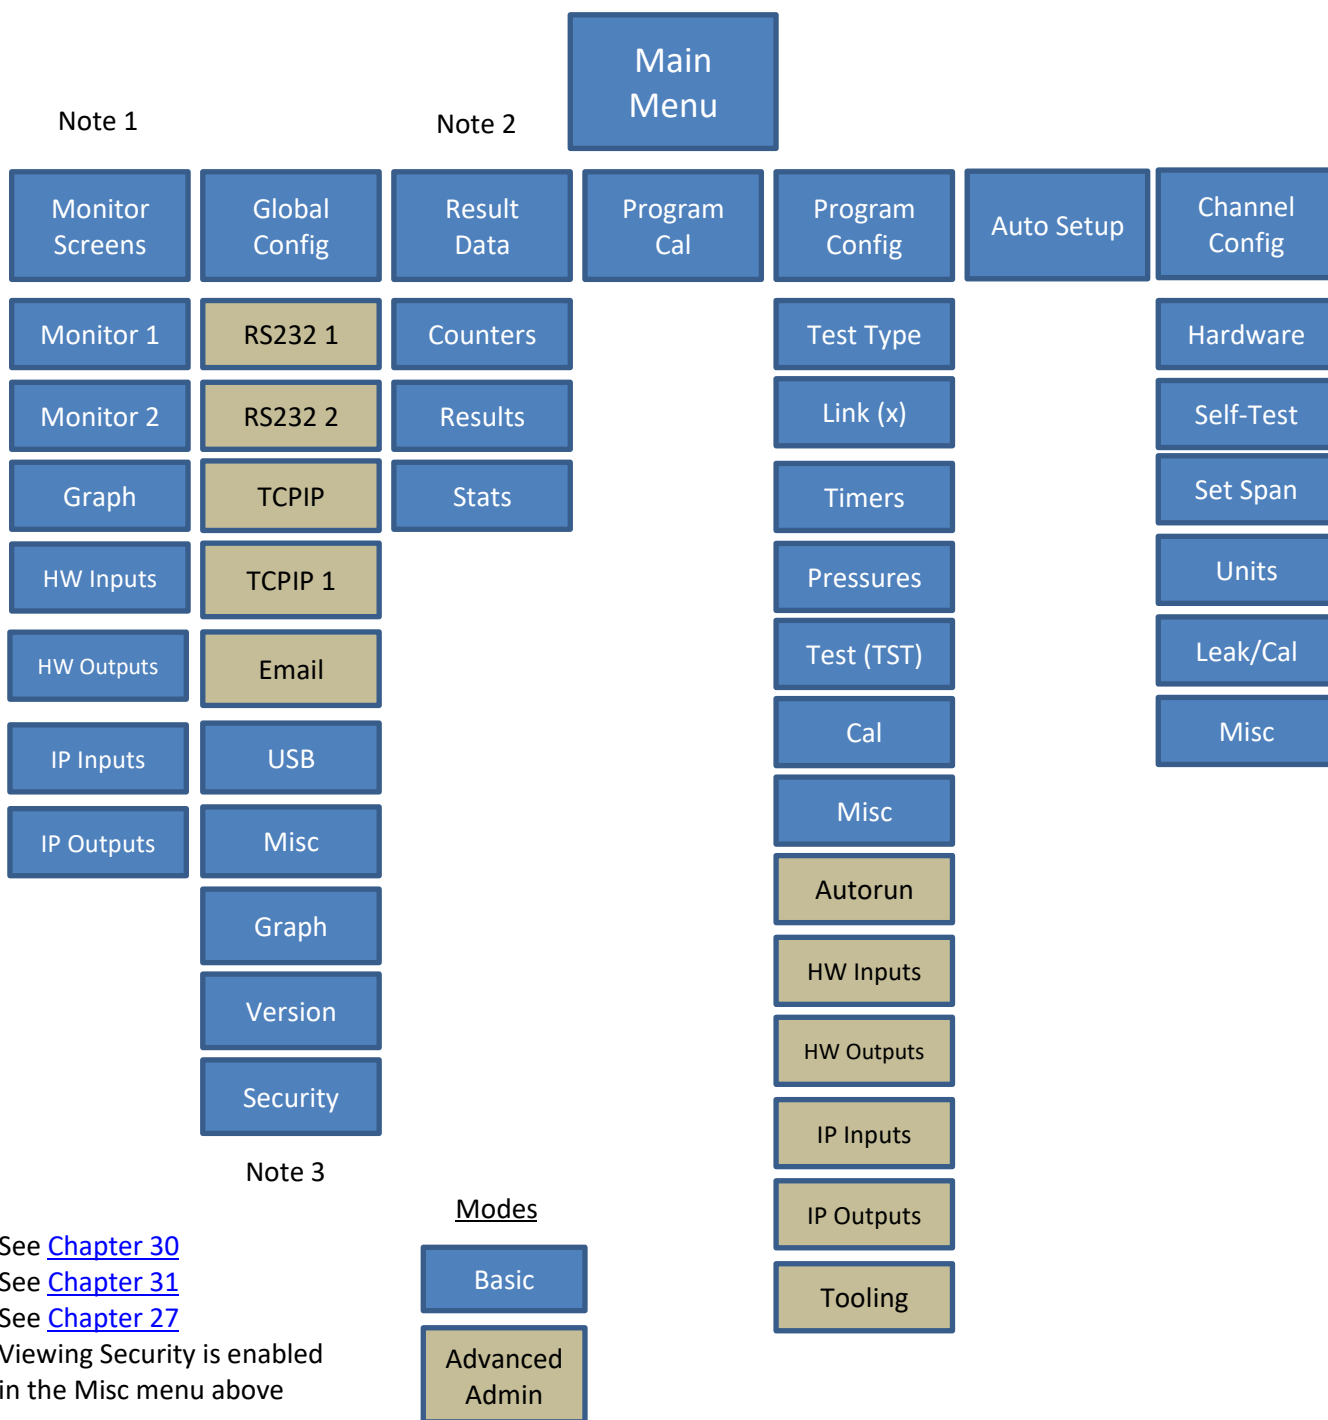 Main
Menu
Note 1
Note 2
Monitor
Screens
Global
Config
Result
Data
Program
Cal
Program
Config
Auto Setup
Channel
Config
Monitor 1
RS232 1
Counters
Test Type
Hardware
Monitor 2
RS232 2
Results
Link (x)
Self-Test
Graph
TCPIP
Stats
Timers
Set Span
HW Inputs
TCPIP 1
Pressures
Units
HW Outputs
Email
Test (TST)
Leak/Cal
IP Inputs
USB
Cal
Misc
IP Outputs
Misc
Misc
Graph
Autorun
Version
HW Inputs
Security
HW Outputs
Note 3
IP Inputs
IP Outputs
Tooling
Modes
Basic
Advanced
Admin
See Chapter 30
See Chapter 31
See Chapter 27
Viewing Security is enabled
in the Misc menu above